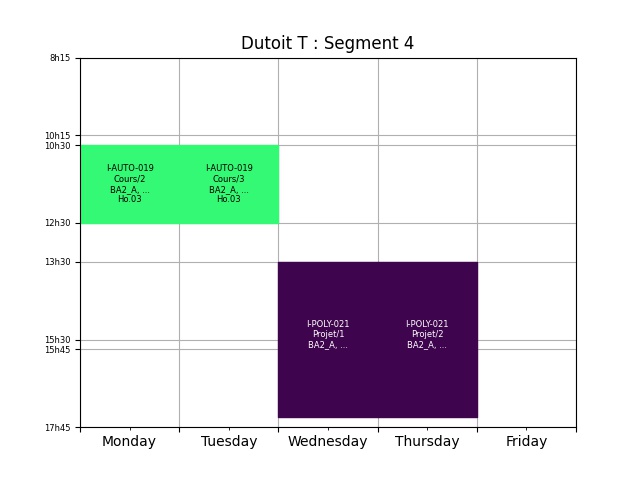 Dutoit T : Segment 4
8h15
10h15
10h30
I-AUTO-019
Cours/2
BA2_A, ...
Ho.03
I-AUTO-019
Cours/3
BA2_A, ...
Ho.03
12h30
13h30
I-POLY-021
Projet/1
BA2_A, ...
I-POLY-021
Projet/2
BA2_A, ...
15h30
15h45
17h45
Monday Tuesday Wednesday Thursday Friday